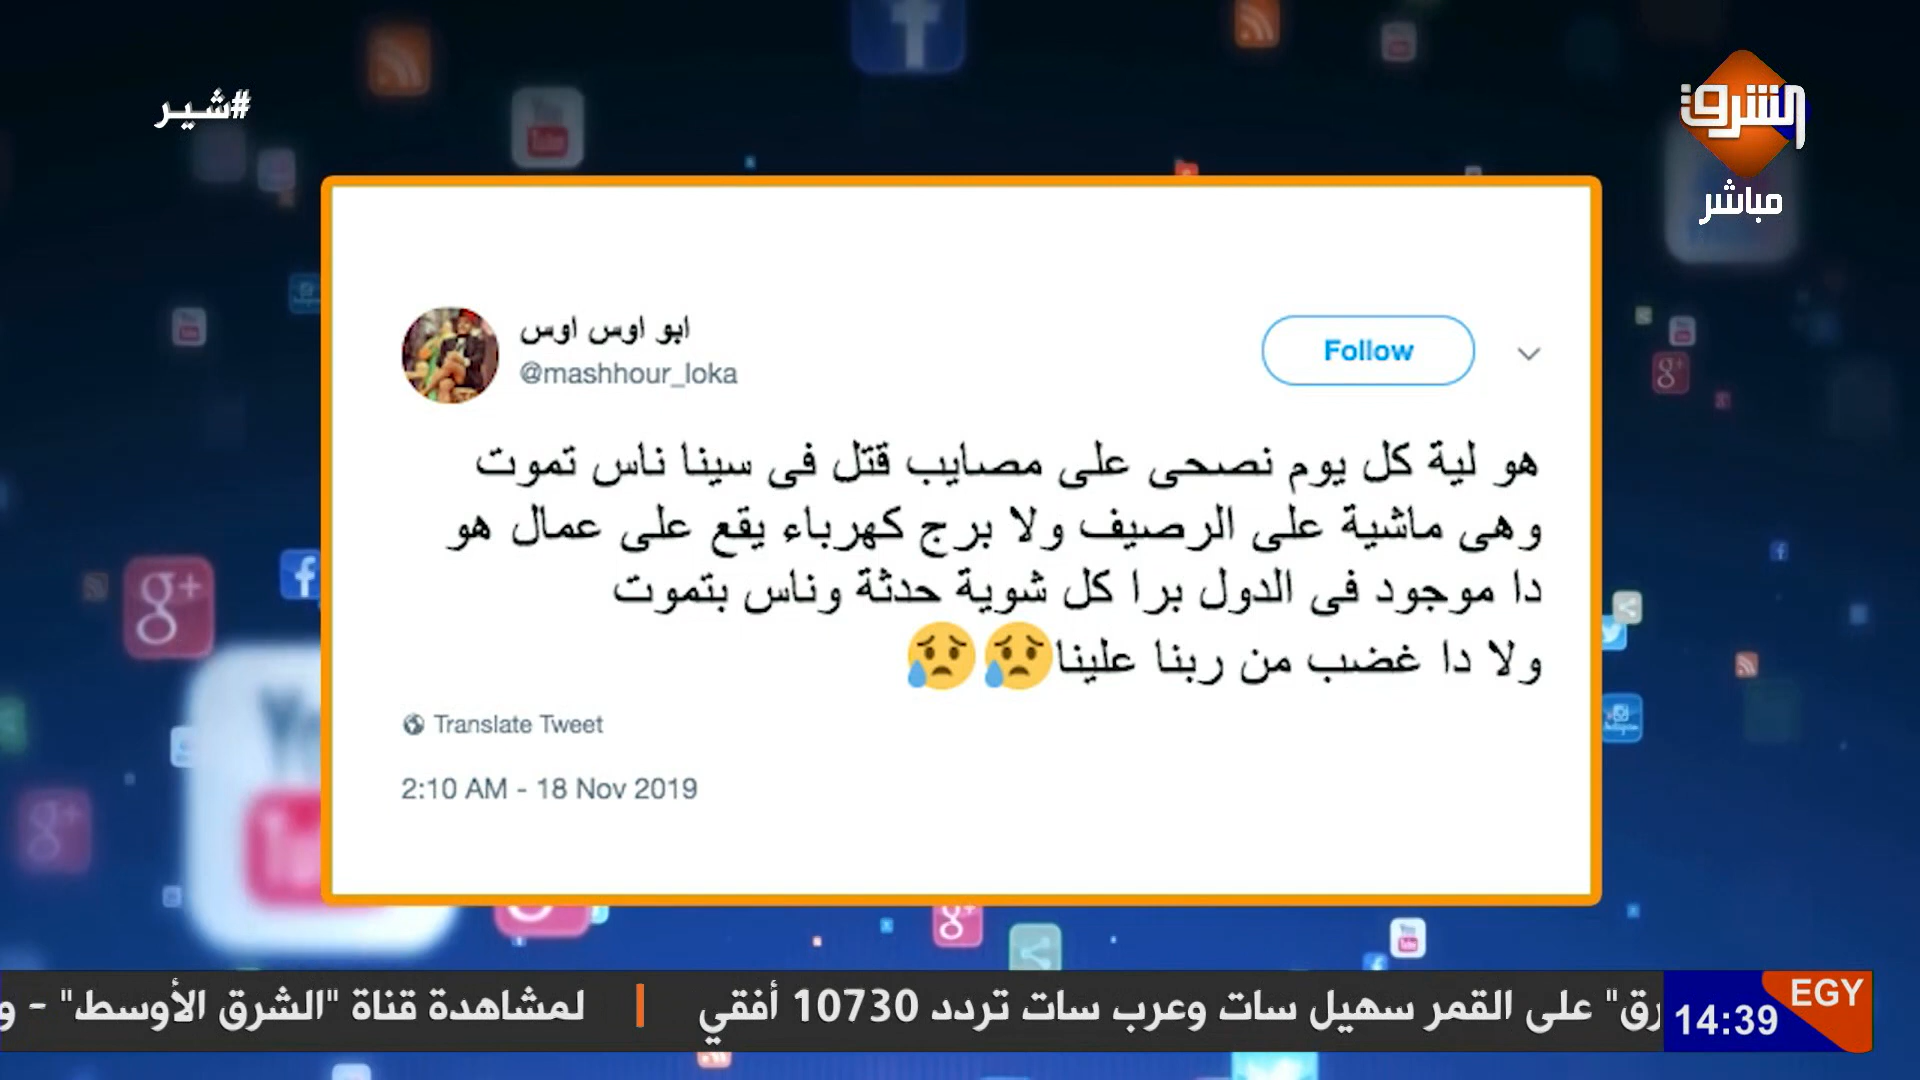 #شير
الشرق
مباشر
ابو اوس اوس
@mashhour_loka
Follow
هو لية كل يوم نصحى على مصايب قتل فى سينا ناس تموت
وهى ماشية على الرصيف ولا برج كهرباء يقع على عمال هو
دا موجود فى الدول برا كل شوية حدثة وناس بتموت
ولا دا غضب من ربنا علينا😥😥
Translate Tweet
2:10 AM - 18 Nov 2019
رق" على القمر سهيل سات وعرب سات تردد 10730 أفقي | لمشاهدة قناة "الشرق الأوسط" - و
EGY
14:39